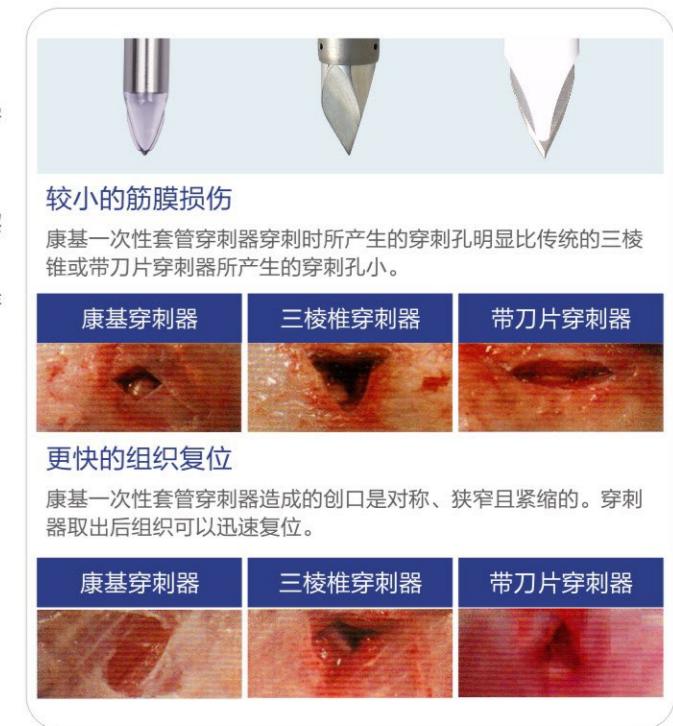 较小的筋膜损伤
康基一次性套管穿刺器穿刺时所产生的穿刺孔明显比传统的三棱
锥或带刀片穿刺器所产生的穿刺孔小。
康基穿刺器
三棱椎穿刺器
带刀片穿刺器
更快的组织复位
康基一次性套管穿刺器造成的创口是对称、狭窄且紧缩的。穿刺
器取出后组织可以迅速复位。
康基穿刺器
三棱椎穿刺器
带刀片穿刺器